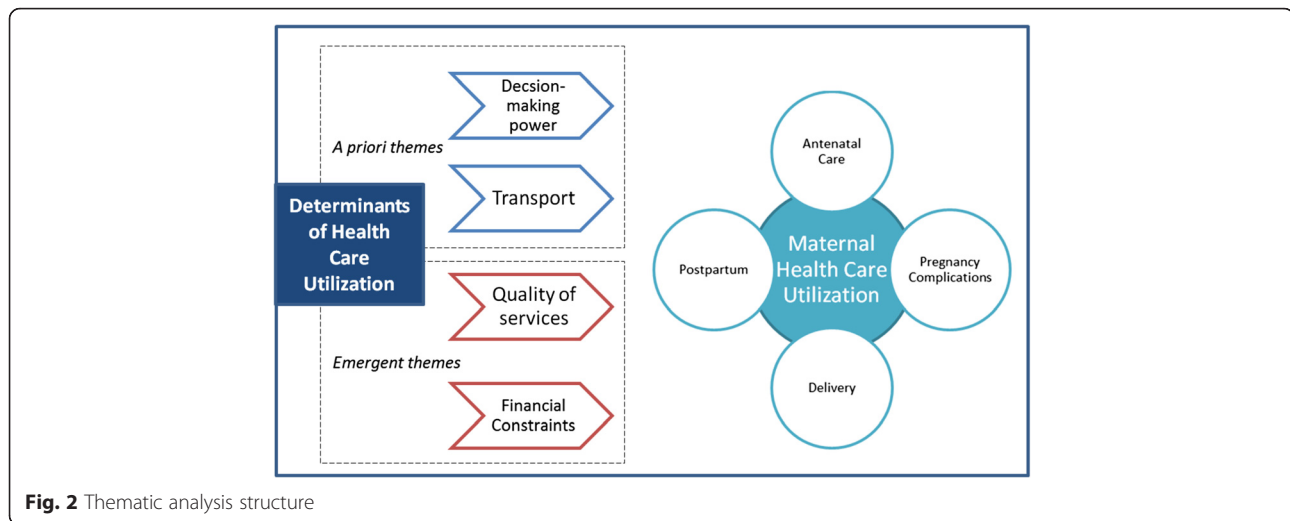 Decsion-
making
power
A priori themes
Transport
Determinants
of Health
Care
Utilization
Quality of
services
Emergent themes
Financial
Constraints
Antenatal
Care
Postpartum
Maternal
Health Care
Utilization
Pregnancy
Complications
Delivery
Fig. 2 Thematic analysis structure